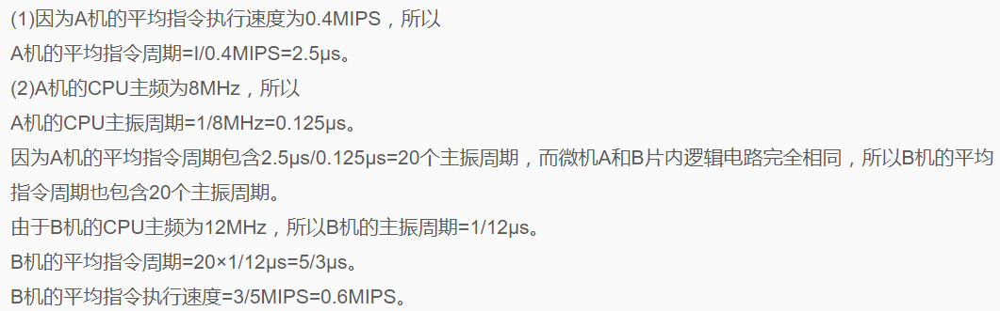 (1)因为A机的平均指令执行速度为0.4MIPS，所以
A机的平均指令周期=I/0.4MIPS=2.5μs。
(2)A机的CPU主频为8MHz，所以
A机的CPU主振周期=1/8MHz=0.125μs。
因为A机的平均指令周期包含2.5μs/0.125μs=20个主振周期，而微机A和B片内逻辑电路完全相同，所以B机的平均
指令周期也包含20个主振周期。
由于B机的CPU主频为12MHz，所以B机的主振周期=1/12μs。
B机的平均指令周期=20×1/12μs=5/3μs。
B机的平均指令执行速度=3/5MIPS=0.6MIPS。